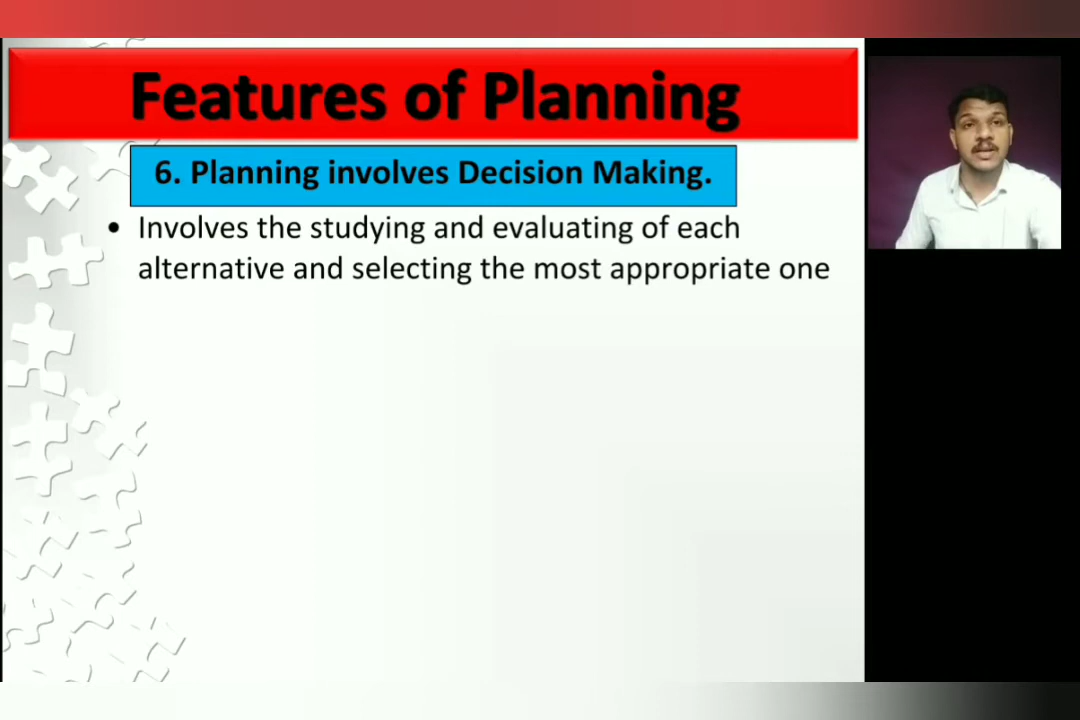 Features of Planning
6. Planning involves Decision Making.
• Involves the studying and evaluating of each
alternative and selecting the most appropriate one